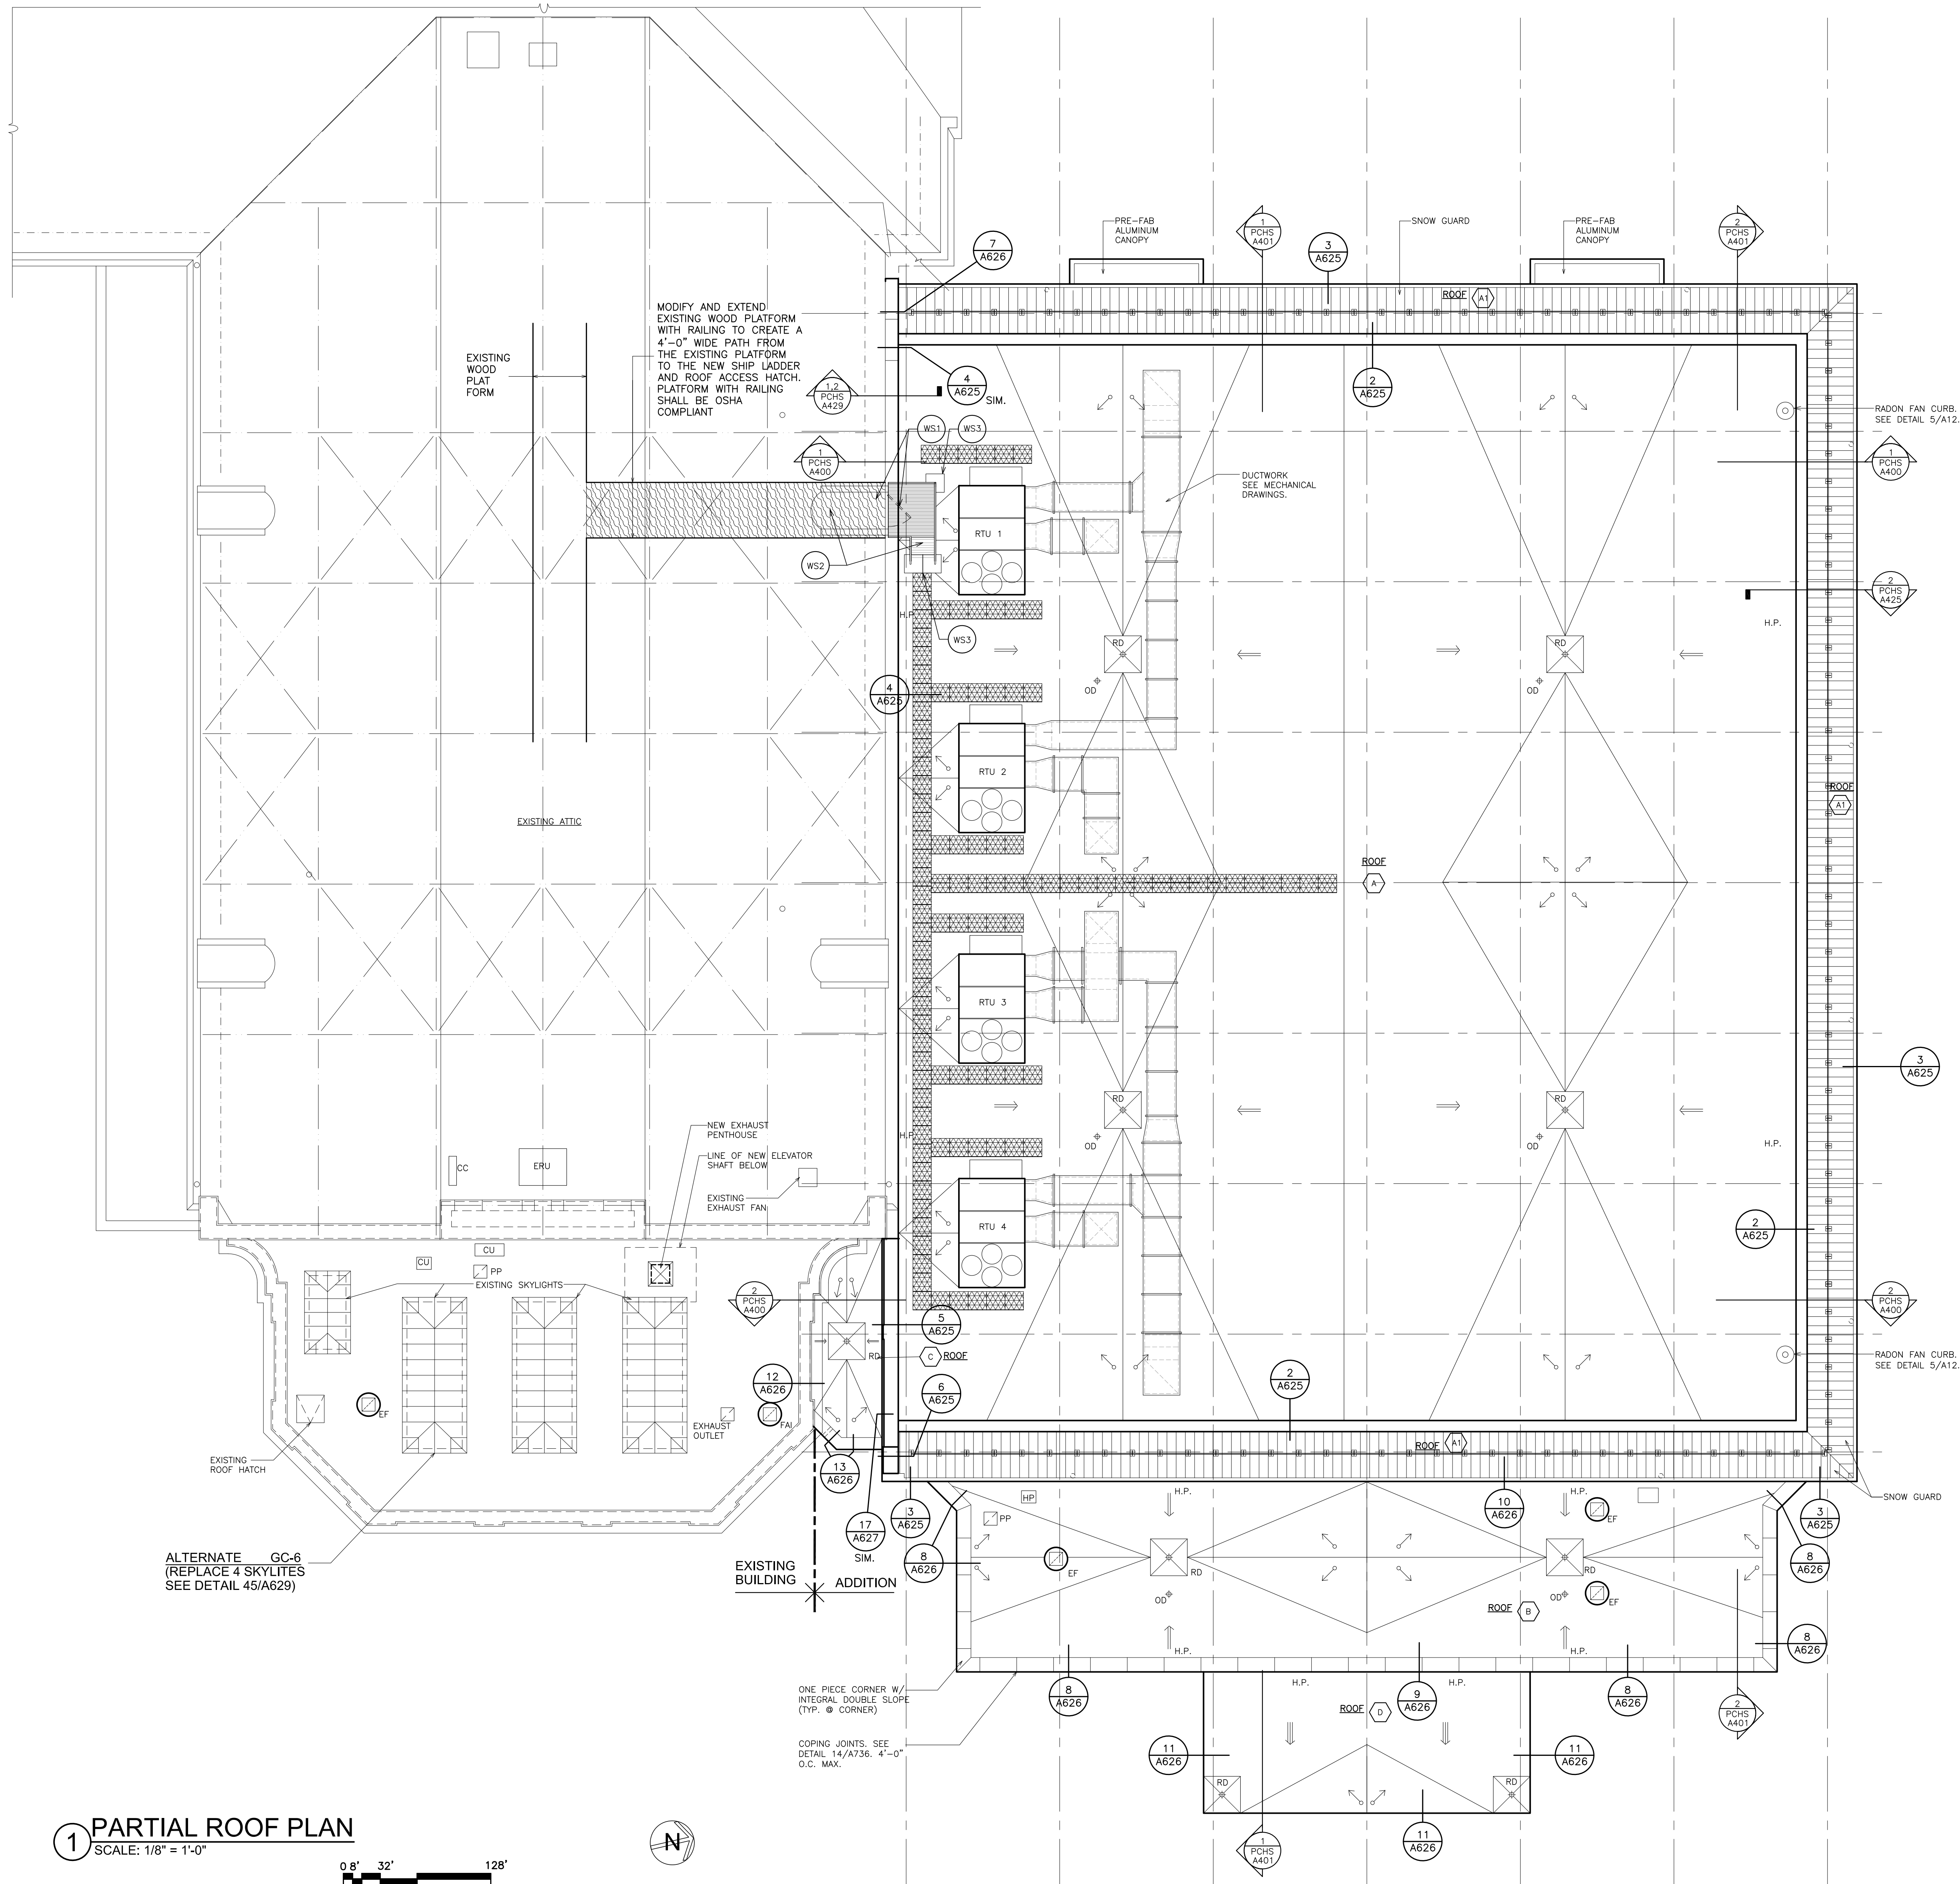 PRE-FAB
ALUMINUM
CANOPY
1
PCHS
A401
SNOW GUARD
3
A625
PRE-FAB
ALUMINUM
CANOPY
2
PCHS
A401
7
A626
ROOF
A1
MODIFY AND EXTEND
EXISTING WOOD PLATFORM
WITH RAILING TO CREATE A
4'-0" WIDE PATH FROM
THE EXISTING PLATFORM
TO THE NEW SHIP LADDER
AND ROOF ACCESS HATCH.
PLATFORM WITH RAILING
SHALL BE OSHA
COMPLIANT
EXISTING
WOOD
PLAT
FORM
1,2
PCHS
A429
4
A625
SIM.
2
A625
RADON FAN CURB.
SEE DETAIL 5/A12.
WS1
WS3
1
PCHS
A400
1
PCHS
A400
DUCTWORK
SEE MECHANICAL
DRAWINGS.
RTU 1
WS2
2
PCHS
A425
H.P.
H.P.
WS3
RD
RD
OD
OD
4
A625
RTU 2
ROOF
A1
EXISTING ATTIC
ROOF
A
RTU 3
3
A625
RD
RD
OD
OD
H.P.
H.P.
NEW EXHAUST
PENTHOUSE
LINE OF NEW ELEVATOR
SHAFT BELOW
CC
ERU
EXISTING
EXHAUST FAN
RTU 4
2
A625
CU
CU
PP
EXISTING SKYLIGHTS
2
PCHS
A400
2
PCHS
A400
5
A625
RD
C
ROOF
RADON FAN CURB.
SEE DETAIL 5/A12.
12
A626
6
A625
2
A625
EF
EXHAUST
OUTLET
FAI
ROOF
A1
EXISTING
ROOF HATCH
13
A626
HP
H.P.
H.P.
SNOW GUARD
3
A625
10
A626
EF
3
A625
PP
17
A627
SIM.
8
A626
8
A626
ALTERNATE GC-6
(REPLACE 4 SKYLITES
SEE DETAIL 45/A629)
EXISTING
BUILDING
ADDITION
EF
RD
RD
OD
OD
EF
ROOF
B
8
A626
H.P.
H.P.
ONE PIECE CORNER W/
INTEGRAL DOUBLE SLOPE
(TYP. @ CORNER)
8
A626
H.P.
H.P.
9
A626
8
A626
2
PCHS
A401
ROOF
D
COPING JOINTS. SEE
DETAIL 14/A736. 4'-0"
O.C. MAX.
11
A626
11
A626
RD
RD
1
PARTIAL ROOF PLAN
SCALE: 1/8" = 1'-0"
N
1
PCHS
A401
11
A626
0 8' 32' 128'